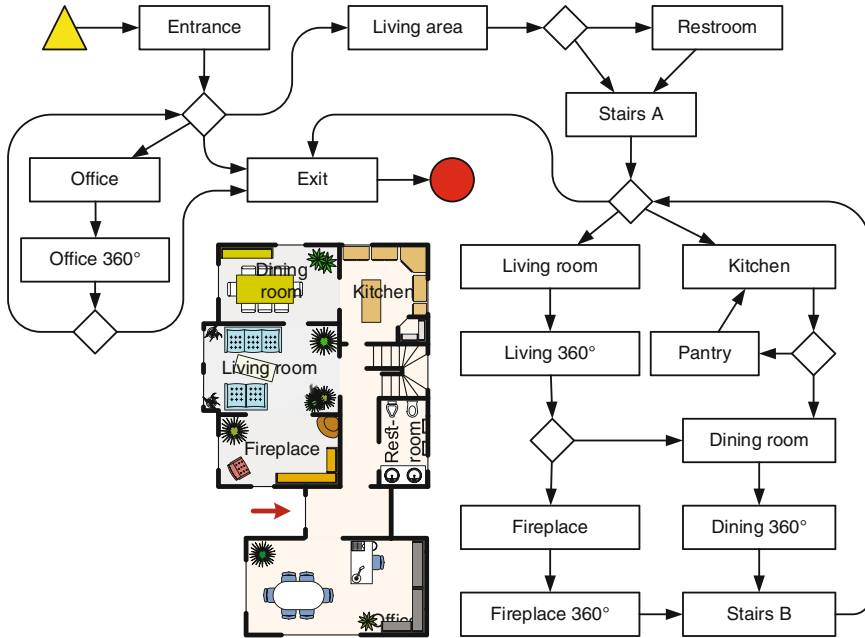 Entrance
Living area
Restroom
Stairs A
Office
Exit
Office 360°
Living room
Kitchen
Dining
room
Kitchen
Living 360°
Pantry
Living room
Dining room
Fireplace
Rest-
room
Fireplace
Dining 360°
Office
Fireplace 360°
Stairs B